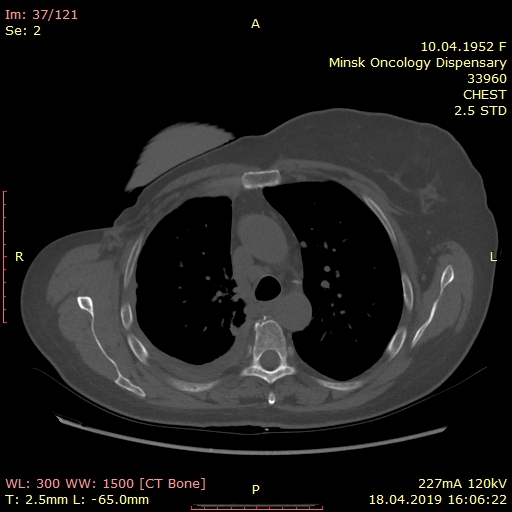 Im: 37/121
Se: 2
A
10.04.1952 F
Minsk Oncology Dispensary
33960
CHEST
2.5 STD
R
L
WL: 300 WW: 1500 [CT Bone]
T: 2.5mm L: -65.0mm
P
227mA 120kV
18.04.2019 16:06:22